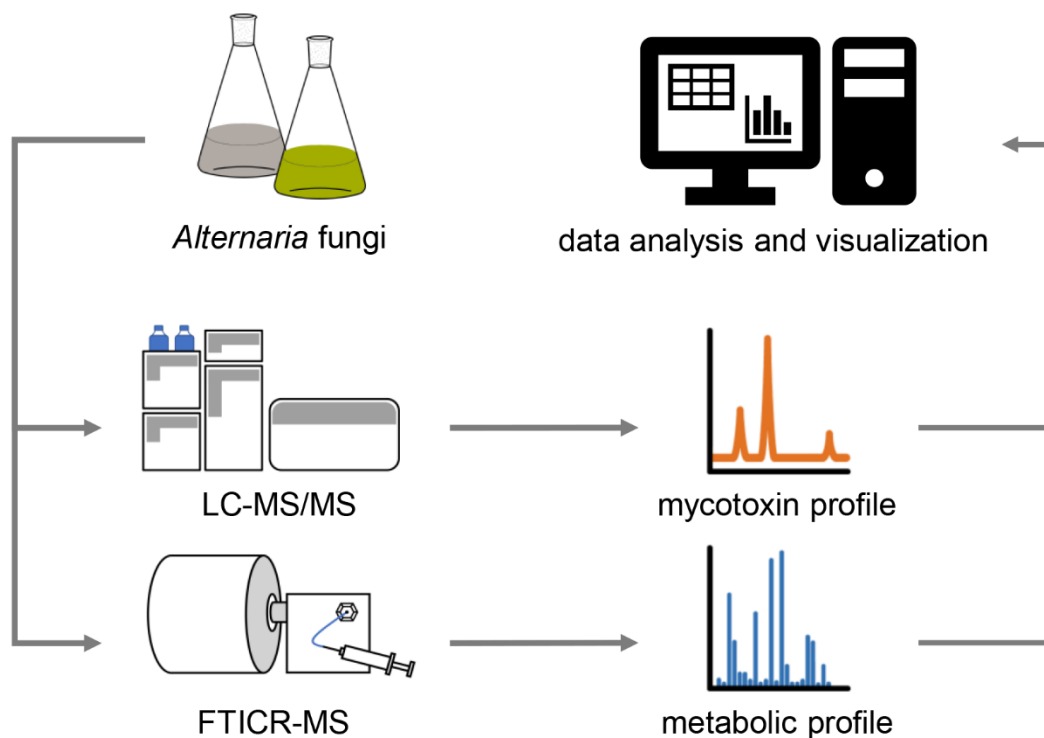 Alternaria fungi
data analysis and visualization
LC-MS/MS
mycotoxin profile
FTICR-MS
metabolic profile